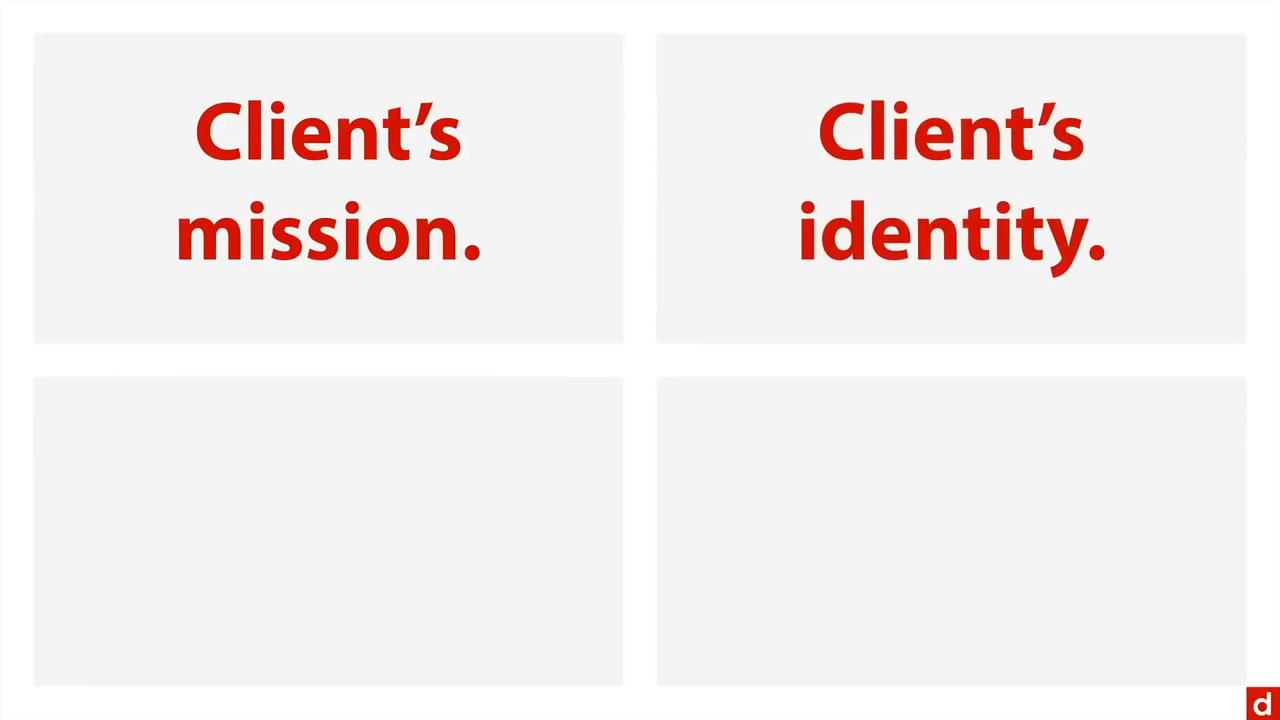 Client’s
mission.
Client’s
identity.
d